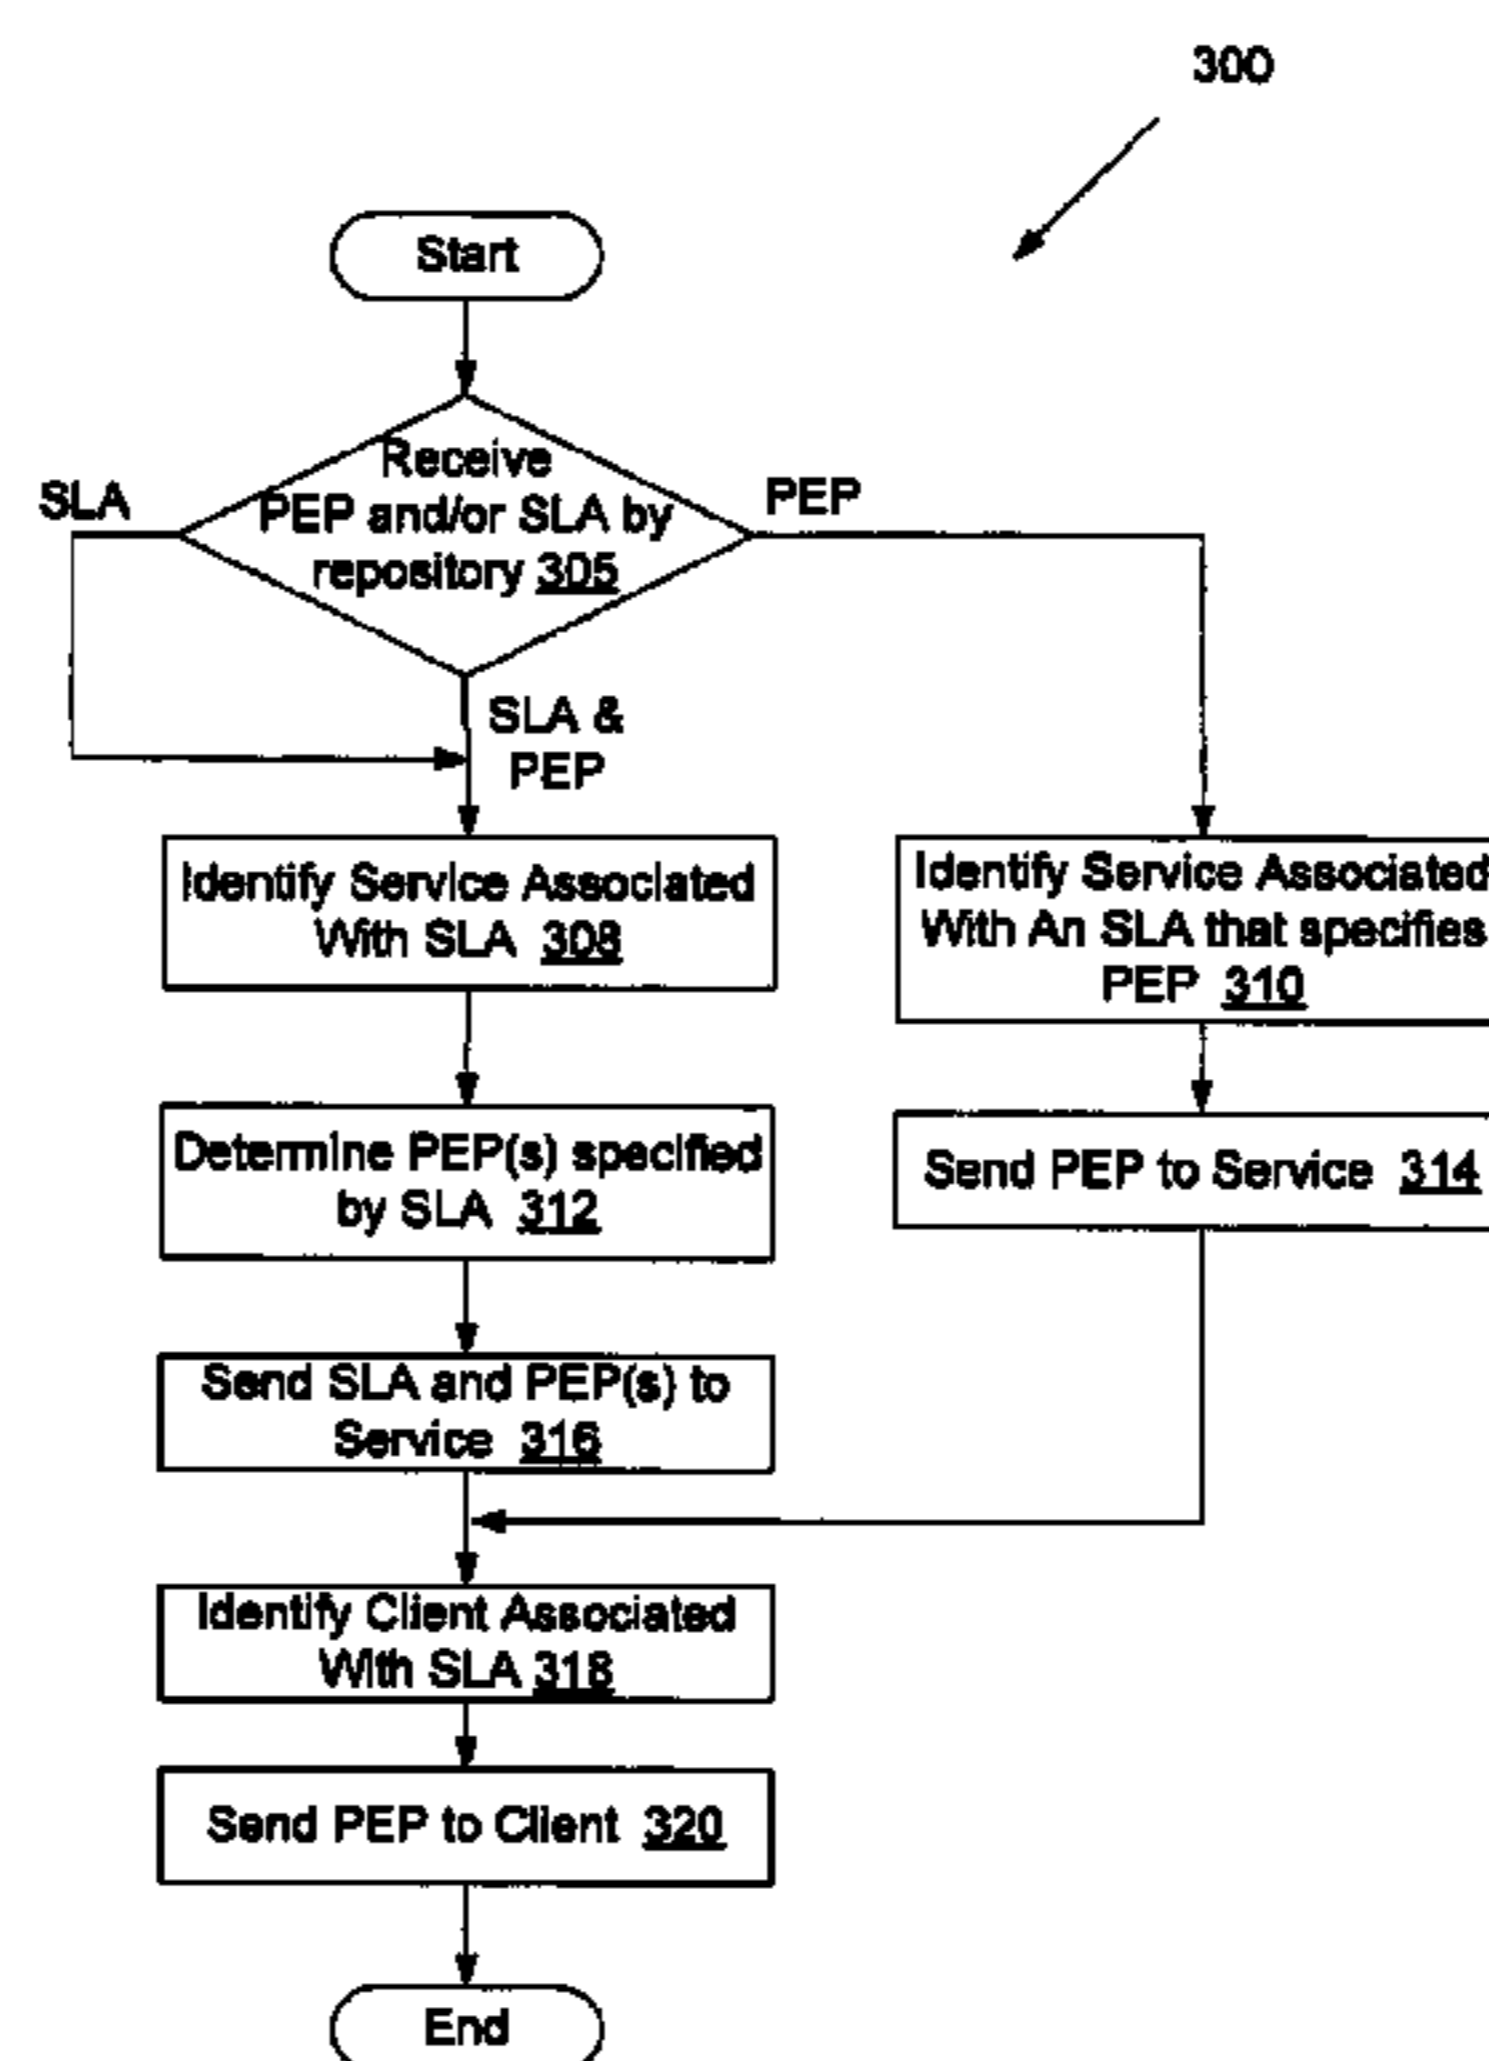 300
Start
Receive
PEP and/or SLA by
repository 305
SLA
PEP
SLA &
PEP
Identify Service Associated
With SLA 308
Identify Service Associated
With An SLA that specifies
PEP 310
Determine PEP(s) specified
by SLA 312
Send PEP to Service 314
Send SLA and PEP(s) to
Service 316
Identify Client Associated
With SLA 318
Send PEP to Client 320
End